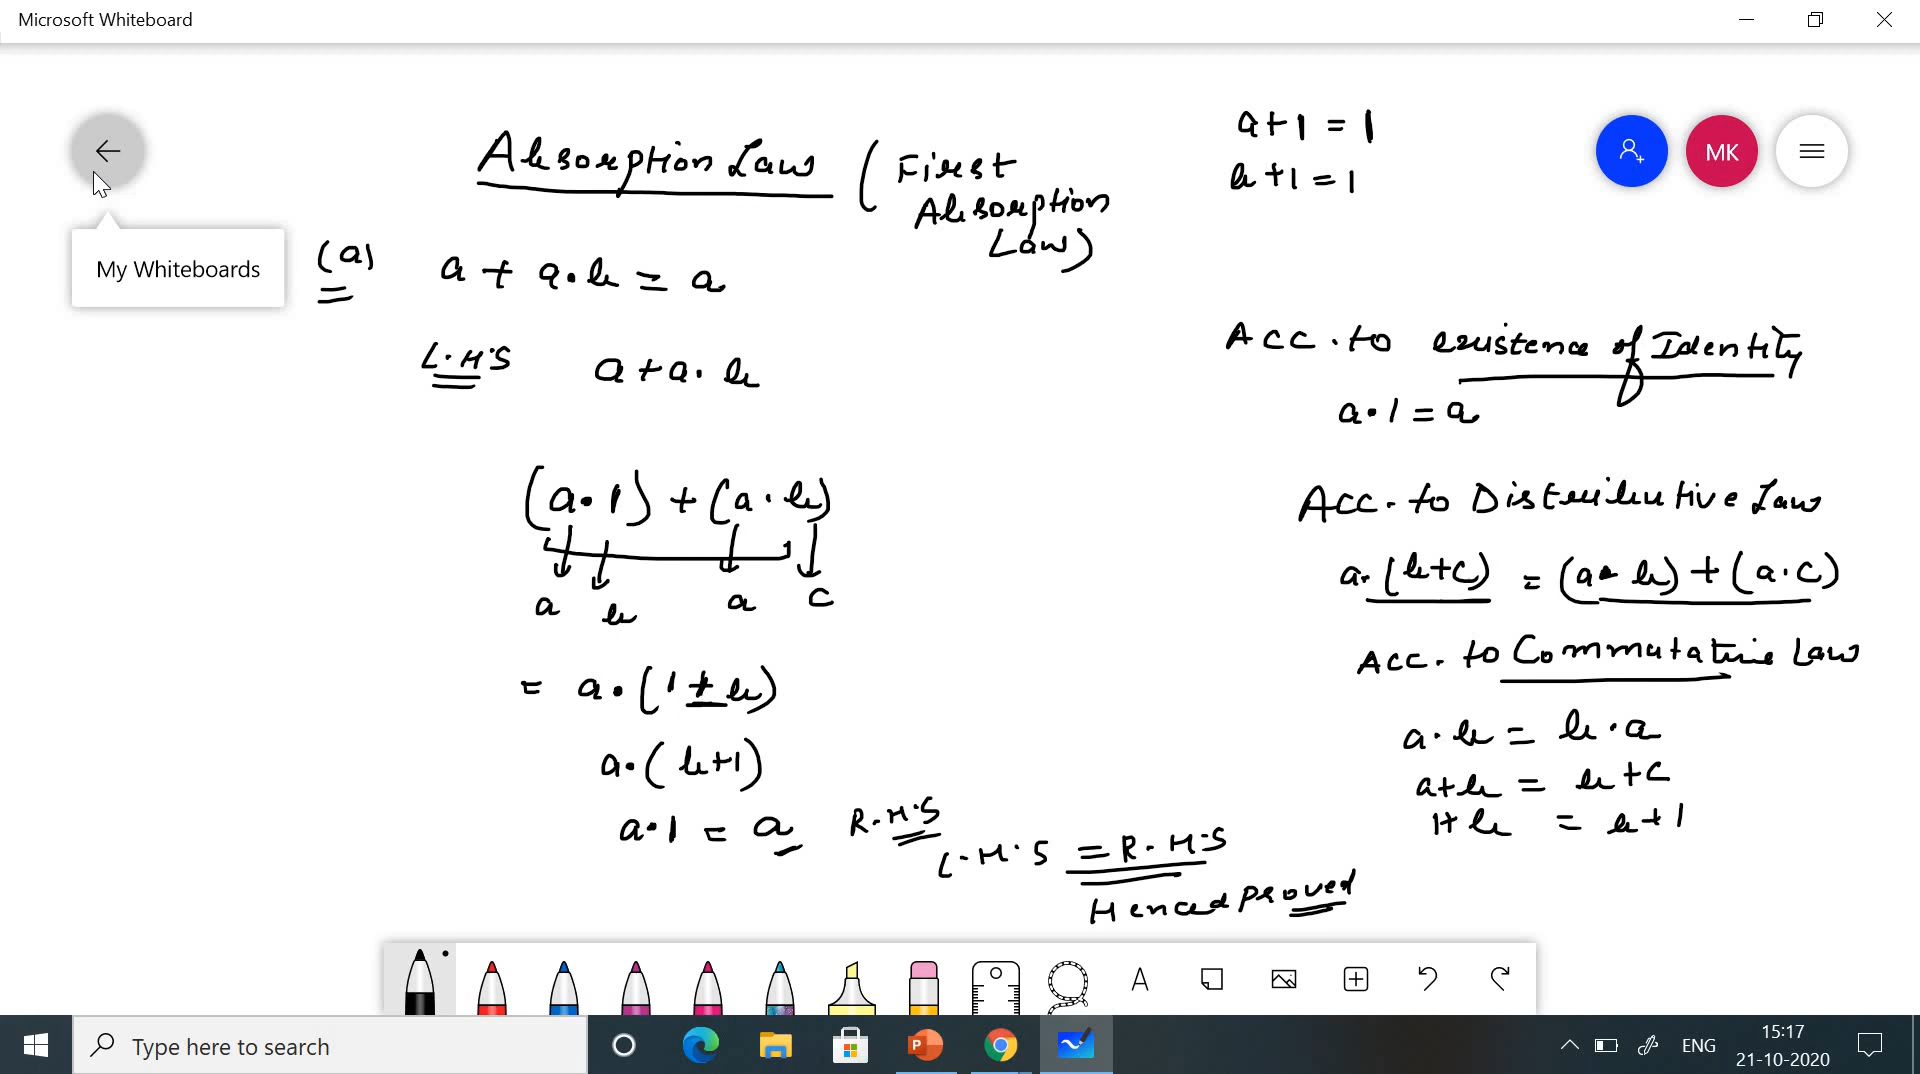 Microsoft Whiteboard
Absorption Law (First
Absorption
Law)
a+1 = 1
b+1 = 1
MK
My Whiteboards
(a) a + a.b = a
L.H.S a + a. b
(a.1) + (a.b)
a b a c
= a.(1+b)
a.(b+1)
a.1 = a R.H.S
L.H.S = R.H.S
Henced proved
Acc. to existence of Identity
a.1 = a
Acc. to Distributive Law
a.(b+c) = (a.b)+(a.c)
Acc. to Commutative Law
a.b = b.a
a+b = b+c
1+b = b+1
A
Type here to search
ENG
15:17
21-10-2020